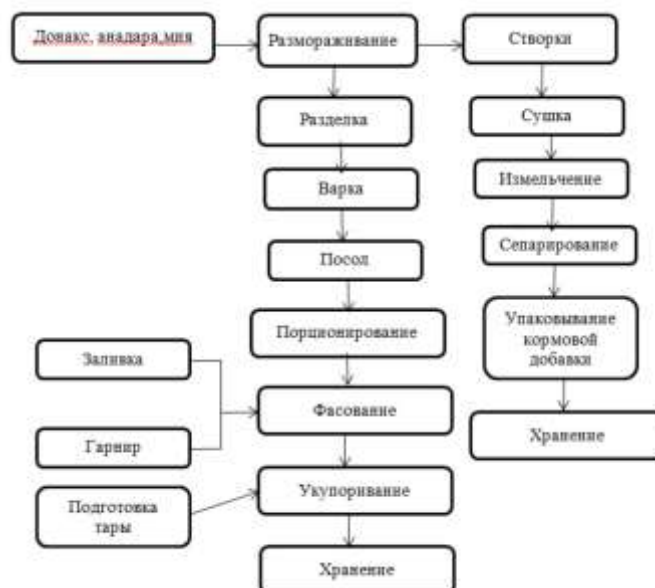 Донакс, анадара,мия
Размораживание
Створки
Разделка
Сушка
Варка
Измельчение
Посол
Сепарирование
Порционирование
Упаковывание
кормовой
добавки
Заливка
Фасование
Хранение
Гарнир
Подготовка
тары
Укупоривание
Хранение